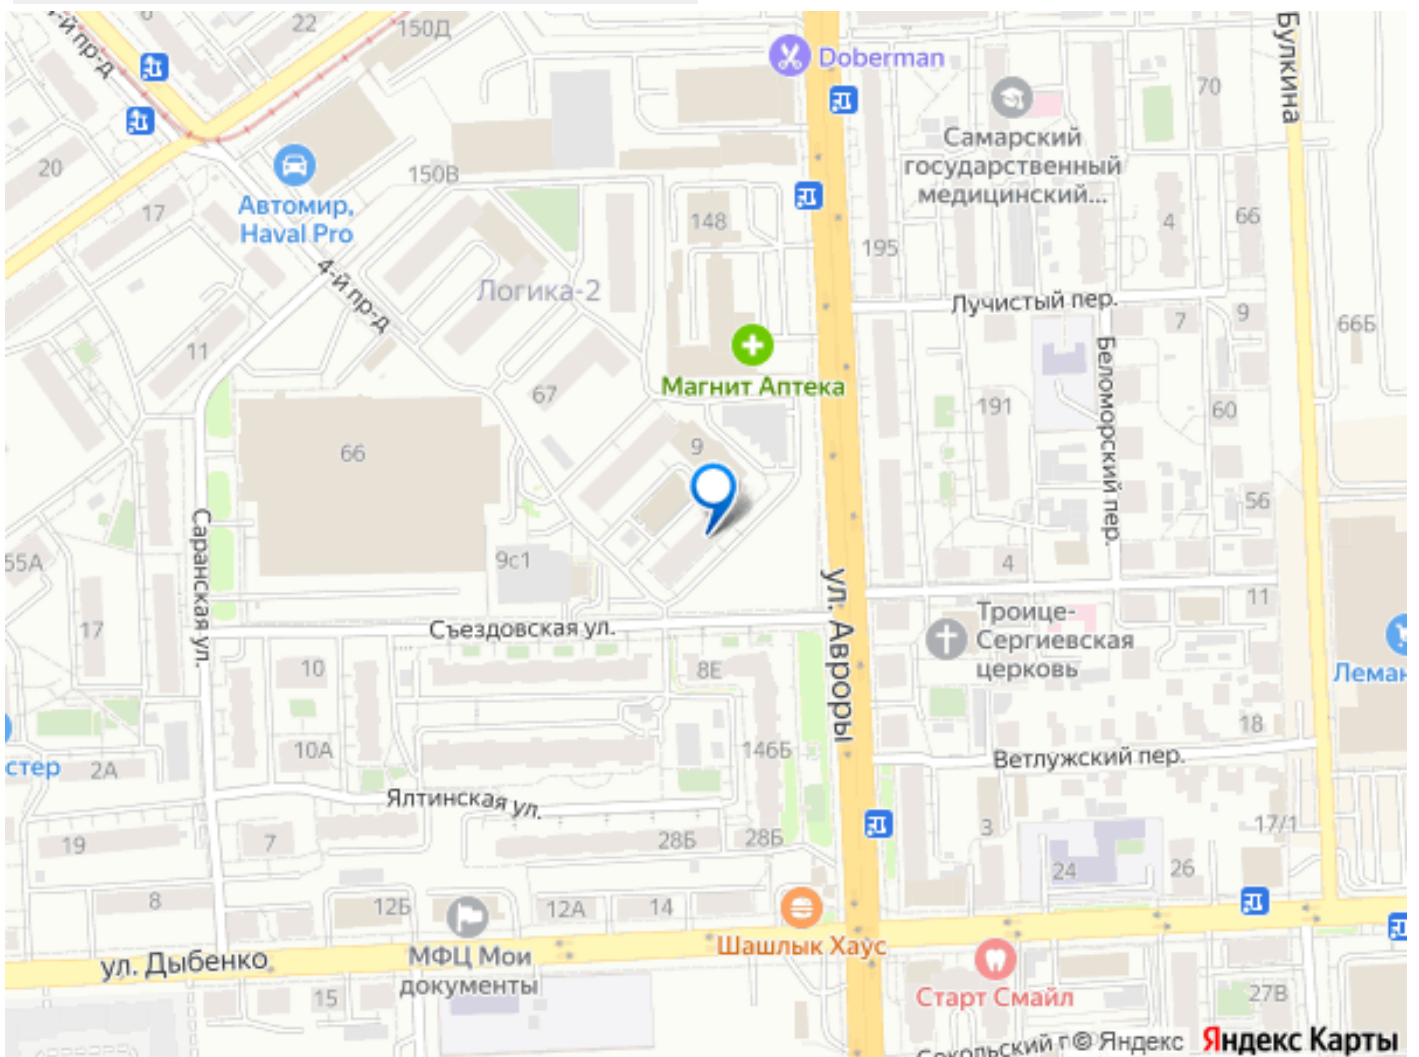 22
150Д
4-й пр-д
Doberman
Булкина
70
Самарский
государственный
медицинский...
20
150В
Автомир,
Haval Pro
17
148
4
66
195
4-й пр-д
Логика-2
Лучистый пер.
7
9
66Б
11
Магнит Аптека
67
191
Беломорский пер.
60
66
9
56
55А
Саранская ул.
9с1
4
ул. Авроры
11
Троице-
Сергиевская
церковь
17
Съездовская ул.
10
8Е
Леман
18
10А
146Б
стер
2А
Ветлужский пер.
Ялтинская ул.
19
7
28Б
28Б
3
17/1
24
26
8
12Б
12А
14
Шашлык Хаус
ул. Дыбенко
МФЦ Мои
документы
15
Старт Смайл
27В
Сокольский г
© Яндекс
Яндекс Карты